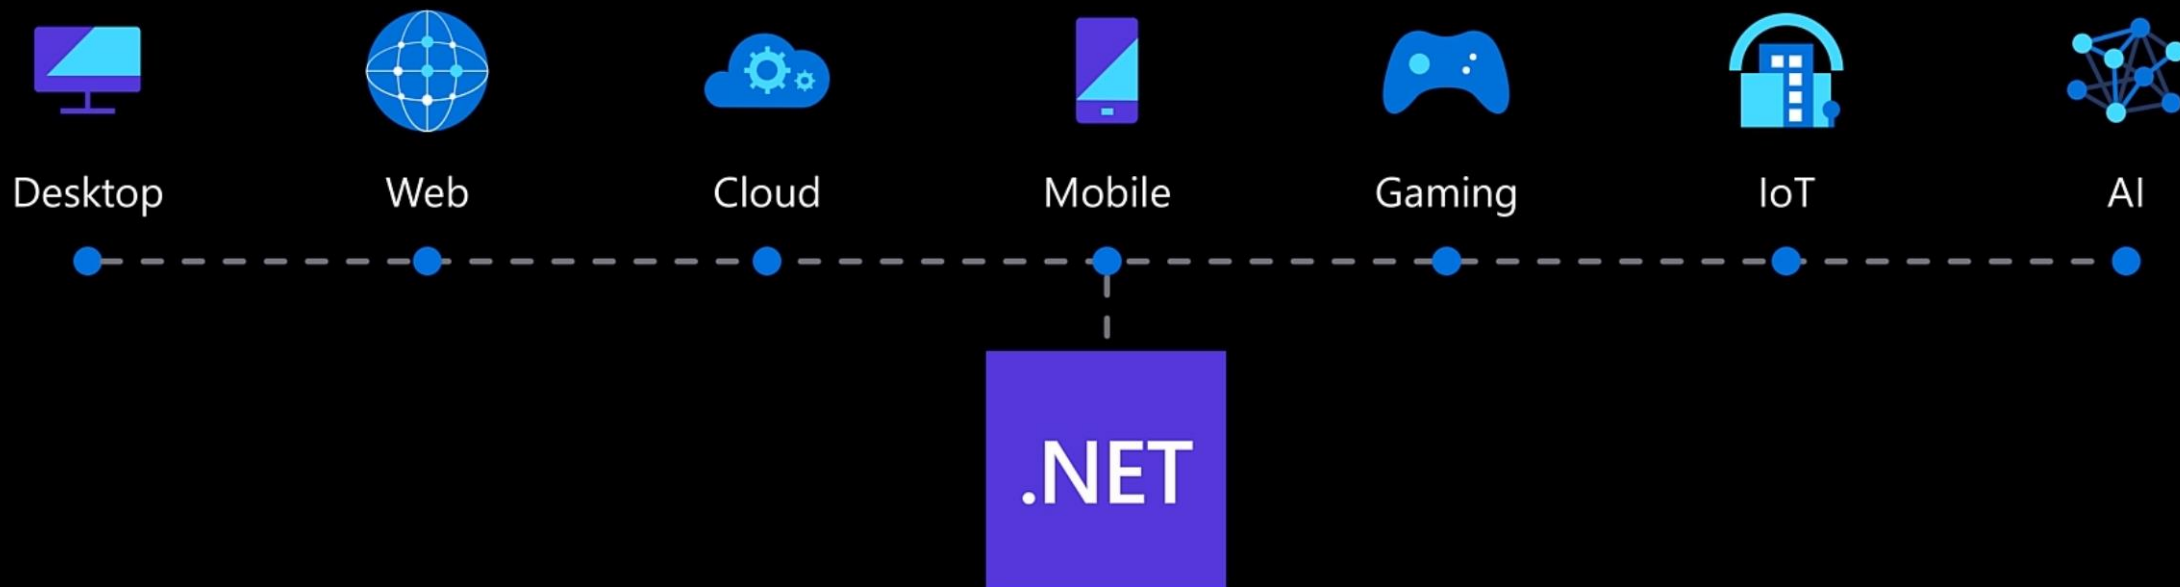 Desktop
Web
Cloud
Mobile
Gaming
IoT
AI
.NET